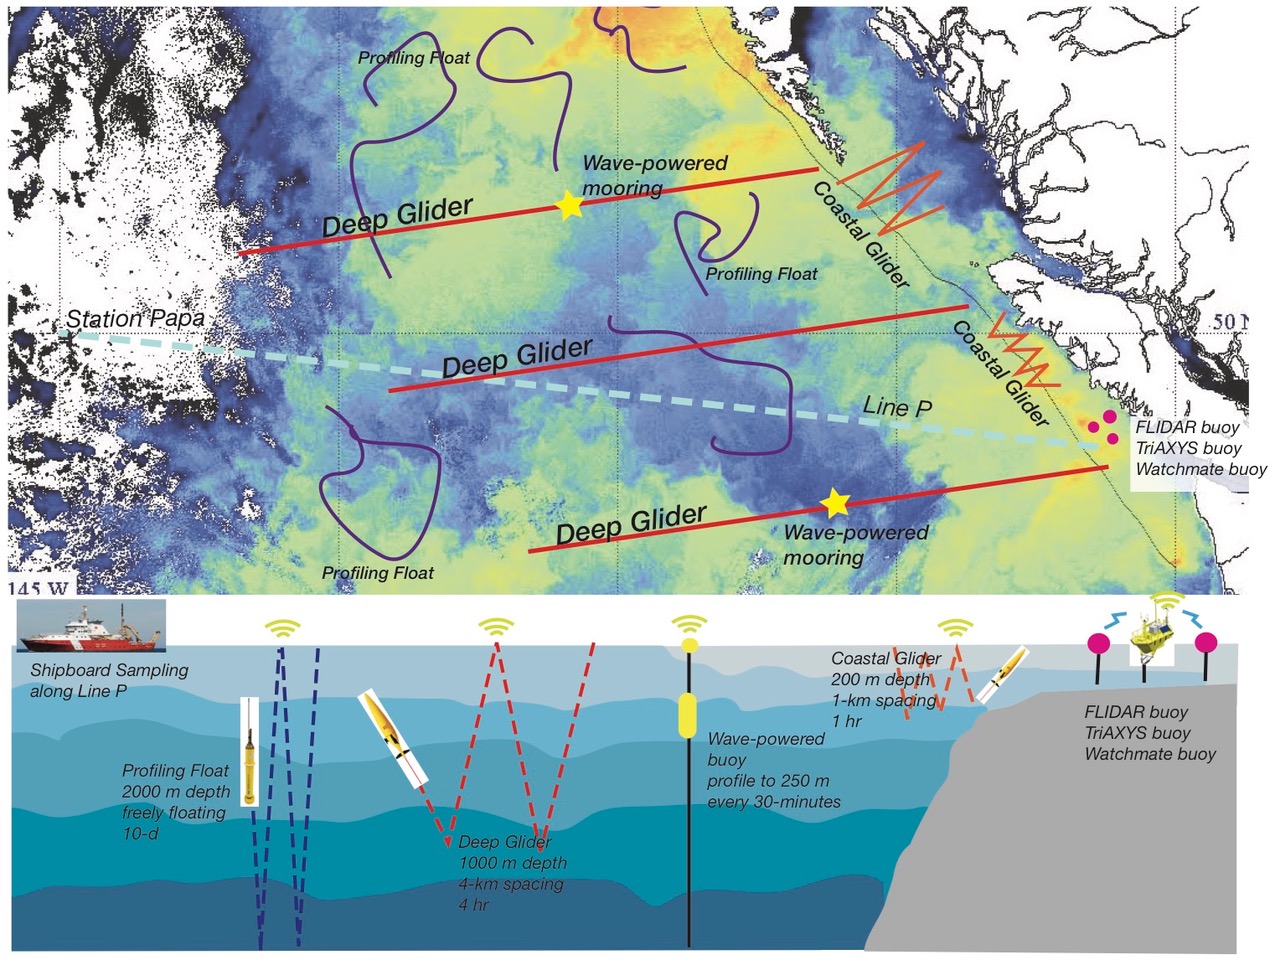 Profiling Float
Wave-powered
mooring
Deep Glider
Coastal Glider
Profiling Float
Station Papa
50 N
Deep Glider
Coastal Glider
Line P
FLIDAR buoy
TriAXYS buoy
Watchmate buoy
Deep Glider
Wave-powered
mooring
Profiling Float
145 W
Shipboard Sampling
along Line P
Profiling Float
2000 m depth
freely floating
10-d
Deep Glider
1000 m depth
4-km spacing
4 hr
Wave-powered
buoy
profile to 250 m
every 30-minutes
Coastal Glider
200 m depth
1-km spacing
1 hr
FLIDAR buoy
TriAXYS buoy
Watchmate buoy